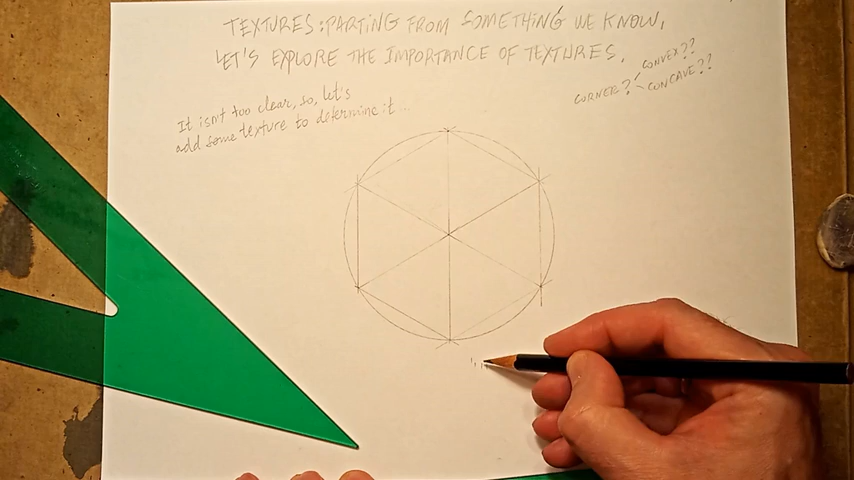 TEXTURES: PARTING FROM SOMETHING WE KNOW,
LET'S EXPLORE THE IMPORTANCE OF TEXTURES.
It isn't too clear, so, let's
add some texture to determine it...
CORNER?
CONVEX??
CONCAVE??